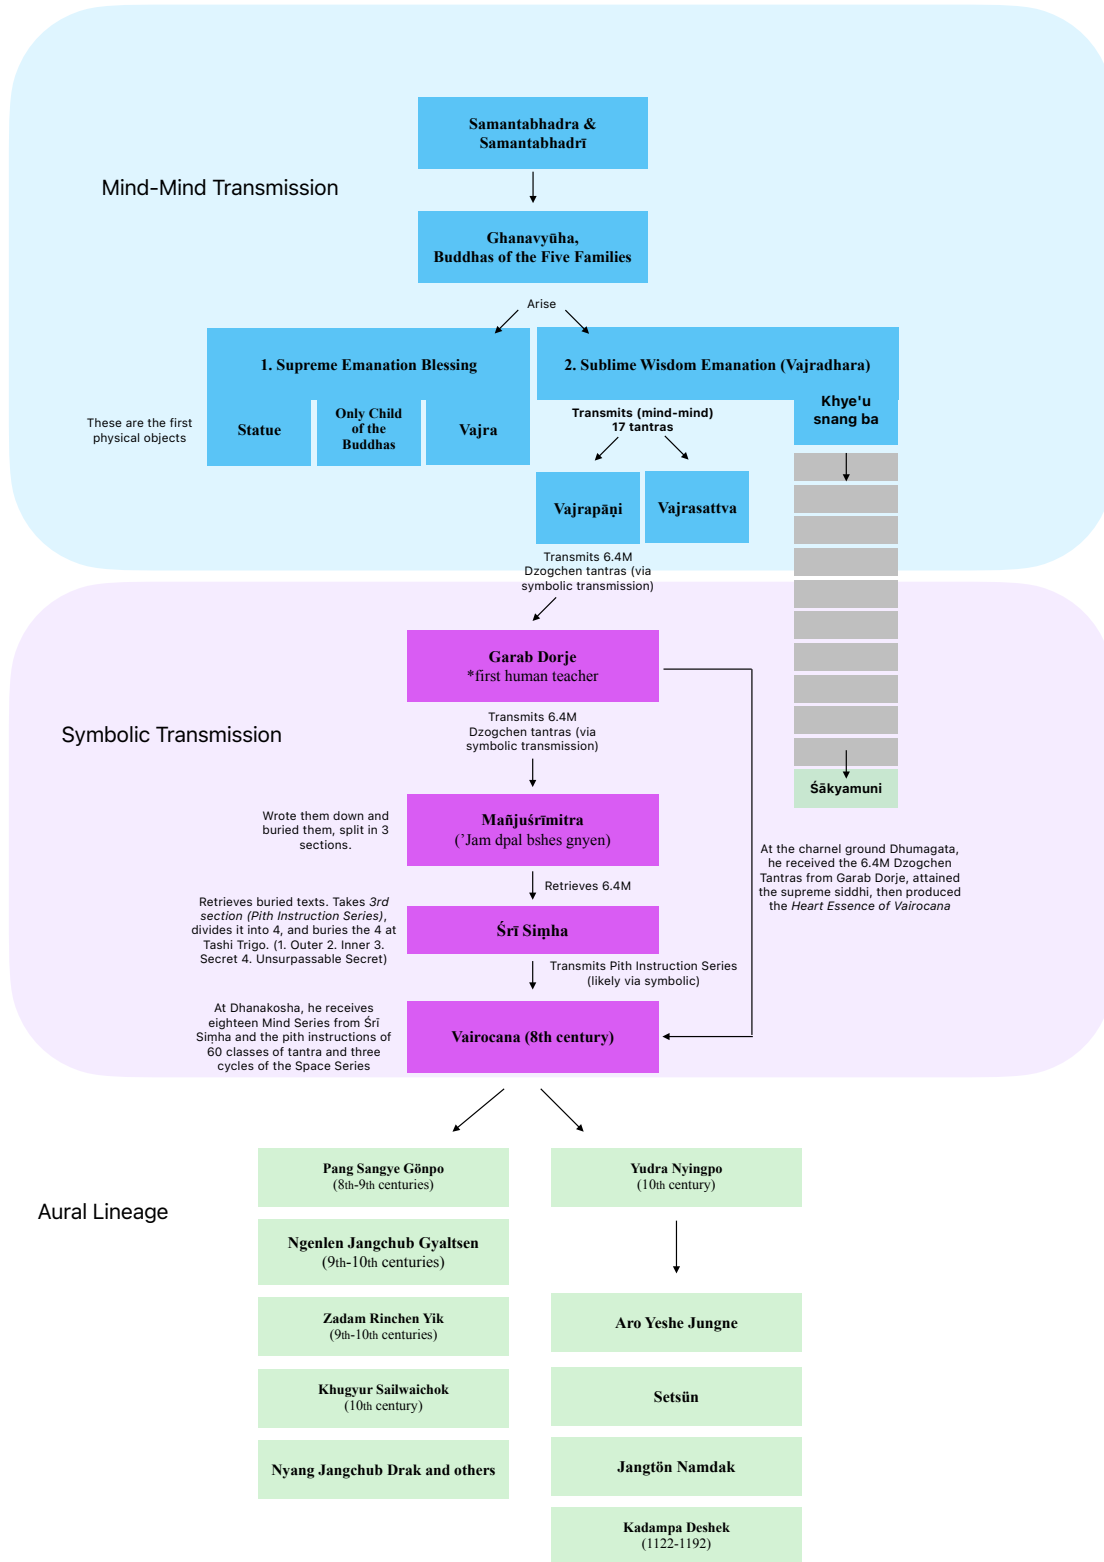 Samantabhadra &
Samantabhadrī
Mind-Mind Transmission
Ghanavyūha,
Buddhas of the Five Families
Arise
1. Supreme Emanation Blessing
2. Sublime Wisdom Emanation (Vajradhara)
These are the first
physical objects
Statue
Only Child
of the
Buddhas
Vajra
Transmits (mind-mind)
17 tantras
Khye'u
snang ba
Vajrapāṇi
Vajrasattva
Transmits 6.4M
Dzogchen tantras (via
symbolic transmission)
Garab Dorje
*first human teacher
Symbolic Transmission
Transmits 6.4M
Dzogchen tantras (via
symbolic transmission)
Śākyamuni
Wrote them down and
buried them, split in 3
sections.
Mañjuśrīmitra
(’Jam dpal bshes gnyen)
At the charnel ground Dhumagata,
he received the 6.4M Dzogchen
Tantras from Garab Dorje, attained
the supreme siddhi, then produced
the Heart Essence of Vairocana
Retrieves 6.4M
Retrieves buried texts. Takes 3rd
section (Pith Instruction Series),
divides it into 4, and buries the 4 at
Tashi Trigo. (1. Outer 2. Inner 3.
Secret 4. Unsurpassable Secret)
Śrī Siṃha
Transmits Pith Instruction Series
(likely via symbolic)
At Dhanakosha, he receives
eighteen Mind Series from Śrī
Siṃha and the pith instructions of
60 classes of tantra and three
cycles of the Space Series
Vairocana (8th century)
Aural Lineage
Pang Sangye Gönpo
(8th-9th centuries)
Ngenlen Jangchub Gyaltsen
(9th-10th centuries)
Zadam Rinchen Yik
(9th-10th centuries)
Khugyur Sailwaichok
(10th century)
Nyang Jangchub Drak and others
Yudra Nyingpo
(10th century)
Aro Yeshe Jungne
Setsün
Jangtön Namdak
Kadampa Deshek
(1122-1192)